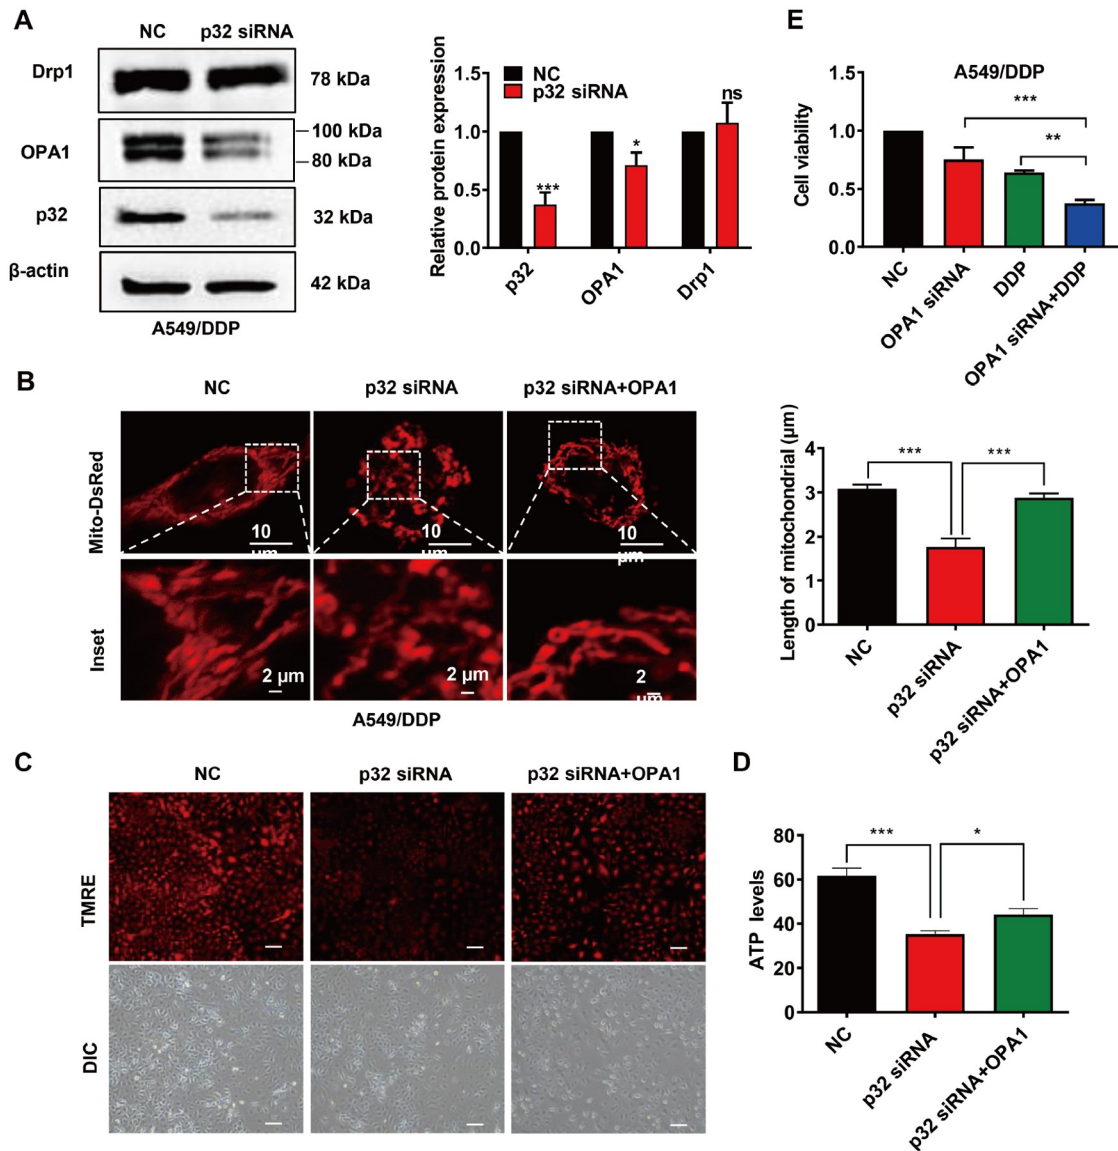 A
NC p32 siRNA
Drp1
78 kDa
OPA1
100 kDa
80 kDa
p32
32 kDa
β-actin
42 kDa
A549/DDP
Relative protein expression
1.5
1.0
0.5
0.0
NC
p32 siRNA
***
*
ns
p32
OPA1
Drp1
E
A549/DDP
Cell viability
1.5
1.0
0.5
0.0
***
**
NC
OPA1 siRNA
DDP
OPA1 siRNA+DDP
B
NC
p32 siRNA
p32 siRNA+OPA1
Mito-DsRed
10
µm
10
µm
10
µm
Inset
2 µm
2 µm
2
µm
A549/DDP
Length of mitochondrial (µm)
4
3
2
1
0
***
***
NC
p32 siRNA
p32 siRNA+OPA1
C
NC
p32 siRNA
p32 siRNA+OPA1
TMRE
DIC
D
ATP levels
80
60
40
20
0
***
*
NC
p32 siRNA
p32 siRNA+OPA1